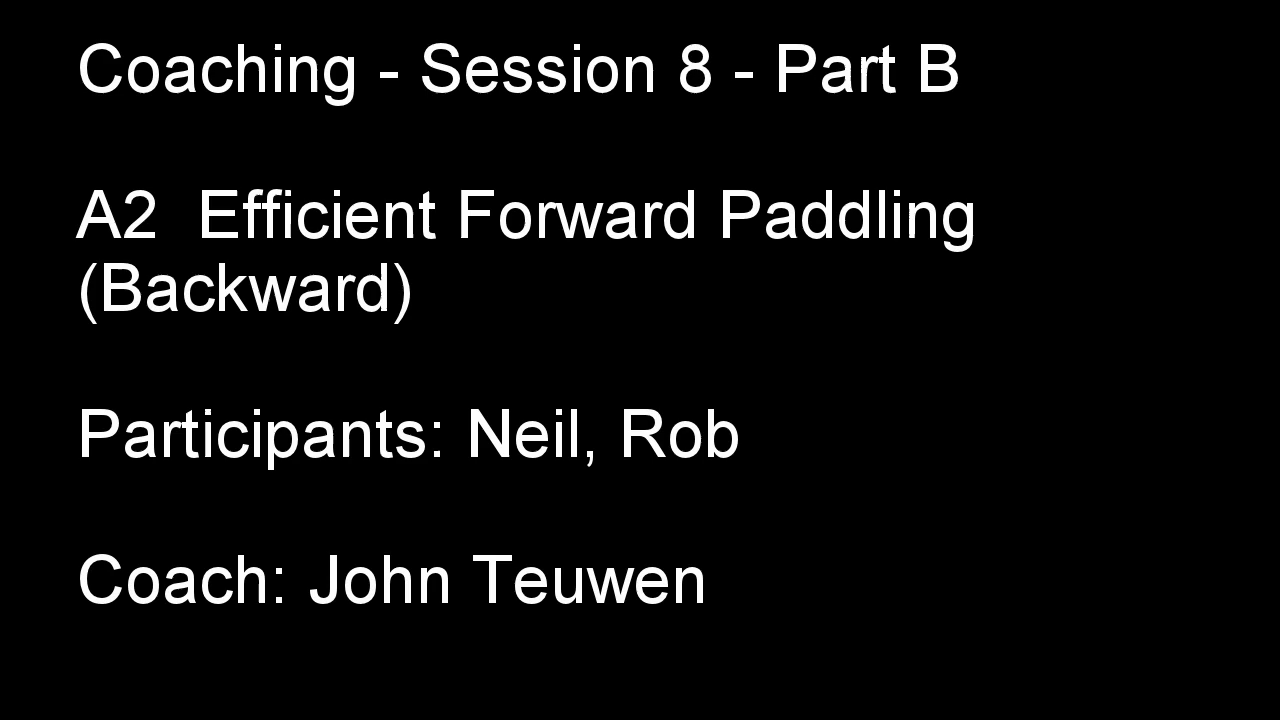 Coaching - Session 8 - Part B
A2  Efficient Forward Paddling
(Backward)
Participants: Neil, Rob
Coach: John Teuwen